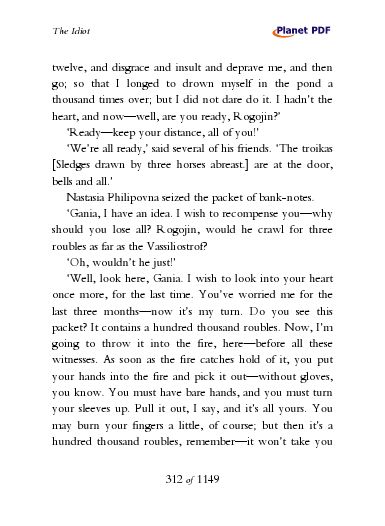 The Idiot
Planet PDF
twelve, and disgrace and insult and deprave me, and then
go; so that I longed to drown myself in the pond a
thousand times over; but I did not dare do it. I hadn't the
heart, and now—well, are you ready, Rogojin?'
'Ready—keep your distance, all of you!'
'We're all ready,' said several of his friends. 'The troikas
[Sledges drawn by three horses abreast.] are at the door,
bells and all.'
Nastasia Philipovna seized the packet of bank-notes.
'Gania, I have an idea. I wish to recompense you—why
should you lose all? Rogojin, would he crawl for three
roubles as far as the Vassiliostrof?
'Oh, wouldn't he just!'
'Well, look here, Gania. I wish to look into your heart
once more, for the last time. You've worried me for the
last three months—now it's my turn. Do you see this
packet? It contains a hundred thousand roubles. Now, I'm
going to throw it into the fire, here—before all these
witnesses. As soon as the fire catches hold of it, you put
your hands into the fire and pick it out—without gloves,
you know. You must have bare hands, and you must turn
your sleeves up. Pull it out, I say, and it's all yours. You
may burn your fingers a little, of course; but then it's a
hundred thousand roubles, remember—it won't take you
312 of 1149